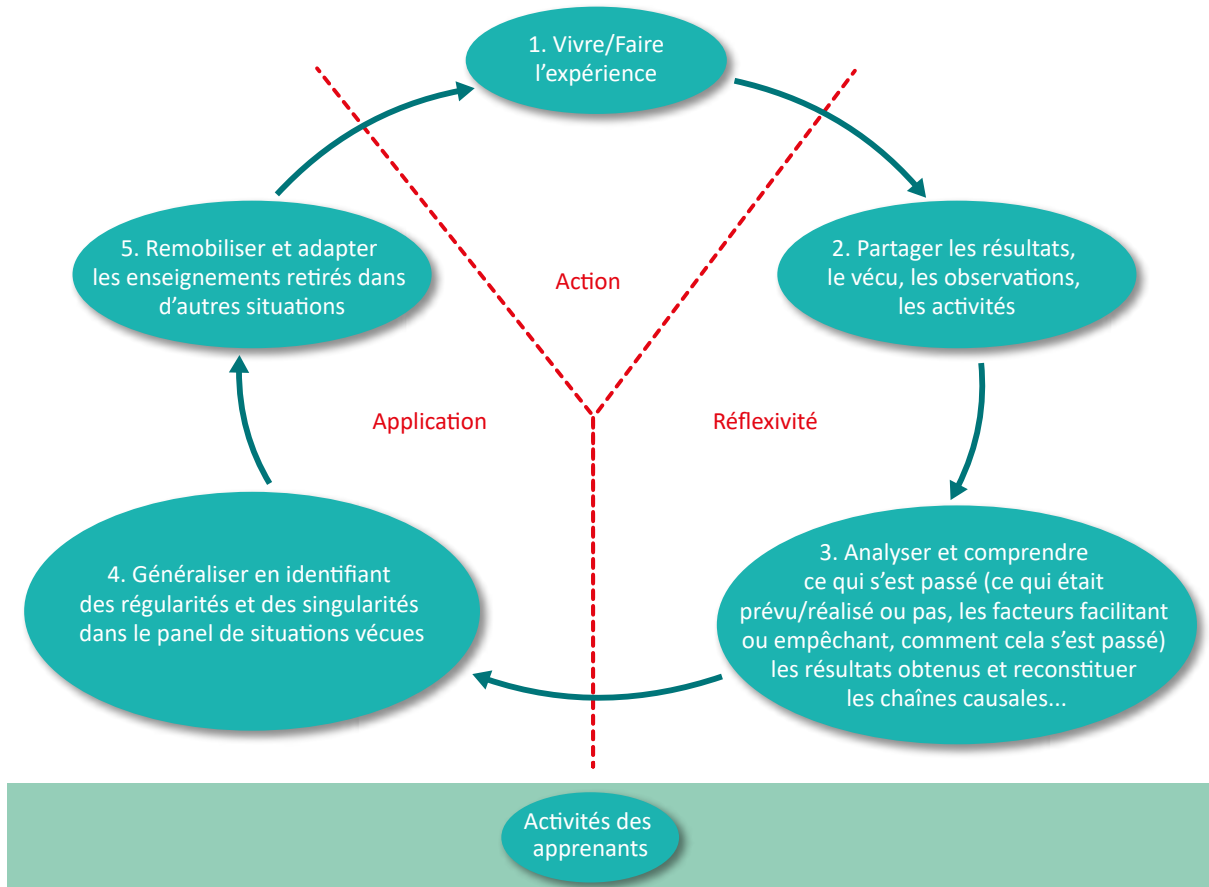 1. Vivre/Faire
l’expérience
5. Remobiliser et adapter
les enseignements retirés dans
d’autres situations
Action
2. Partager les résultats,
le vécu, les observations,
les activités
Application
Réflexivité
4. Généraliser en identifiant
des régularités et des singularités
dans le panel de situations vécues
3. Analyser et comprendre
ce qui s’est passé (ce qui était
prévu/réalisé ou pas, les facteurs facilitant
ou empêchant, comment cela s’est passé)
les résultats obtenus et reconstituer
les chaînes causales...
Activités des
apprenants